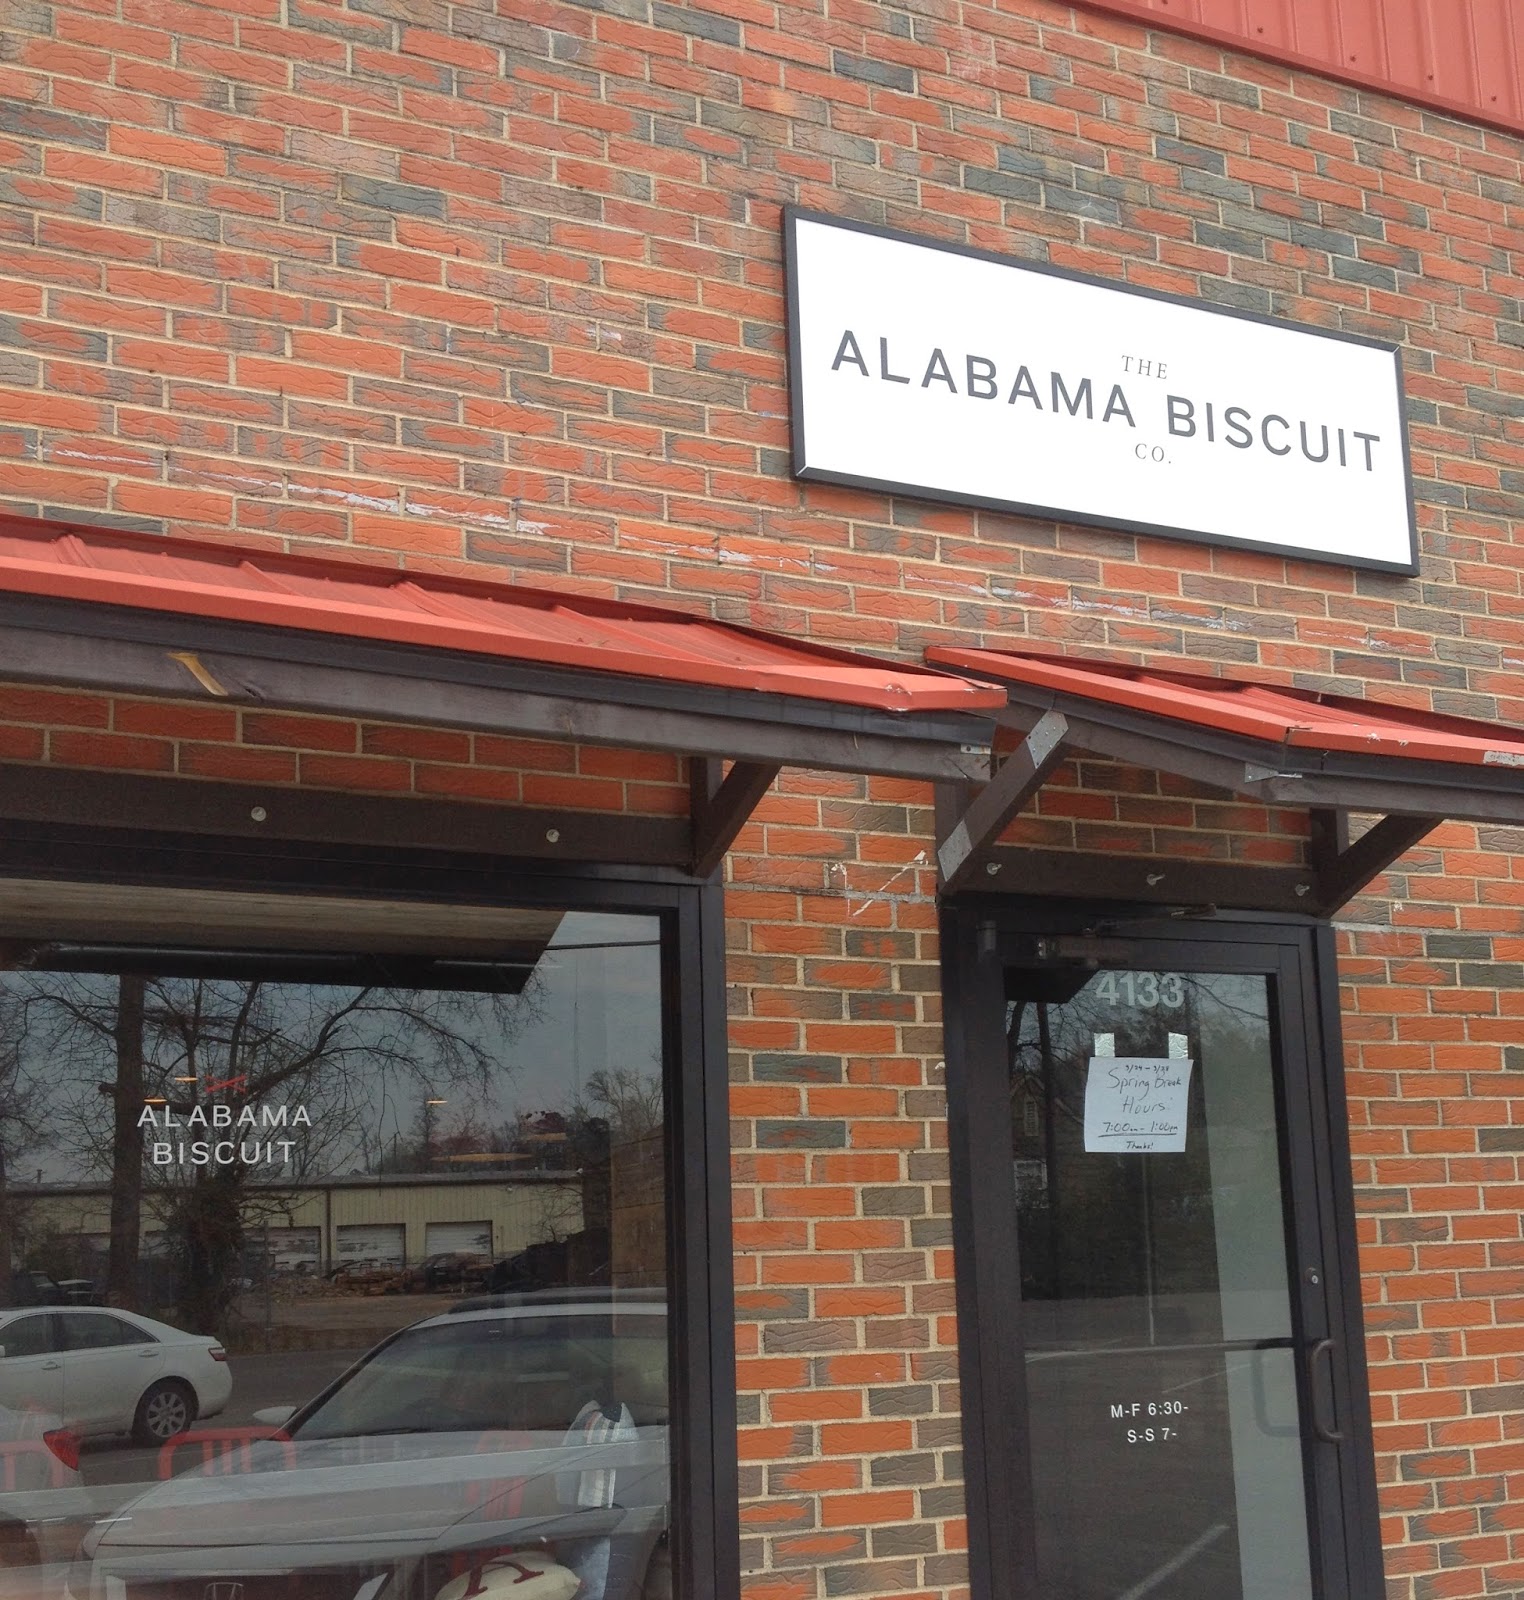 THE
ALABAMA BISCUIT
CO.
ALABAMA
BISCUIT
4133
Spring break
Hours:
7:00am - 1:00pm
Thanks!
M-F 6:30-
S-S 7-